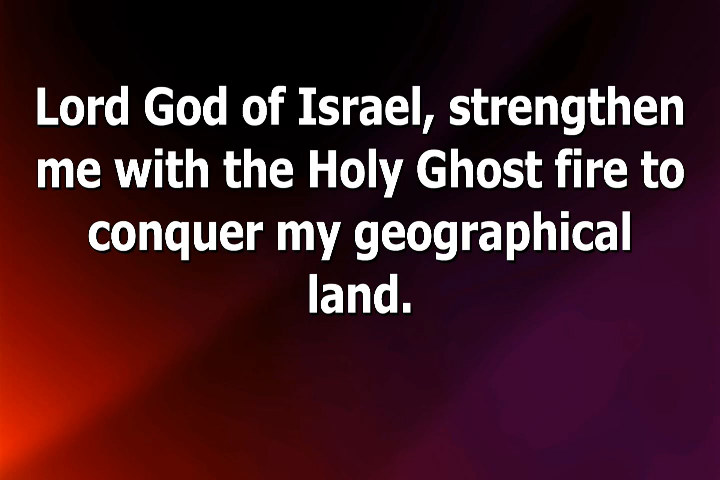 Lord God of Israel, strengthen
me with the Holy Ghost fire to
conquer my geographical
land.